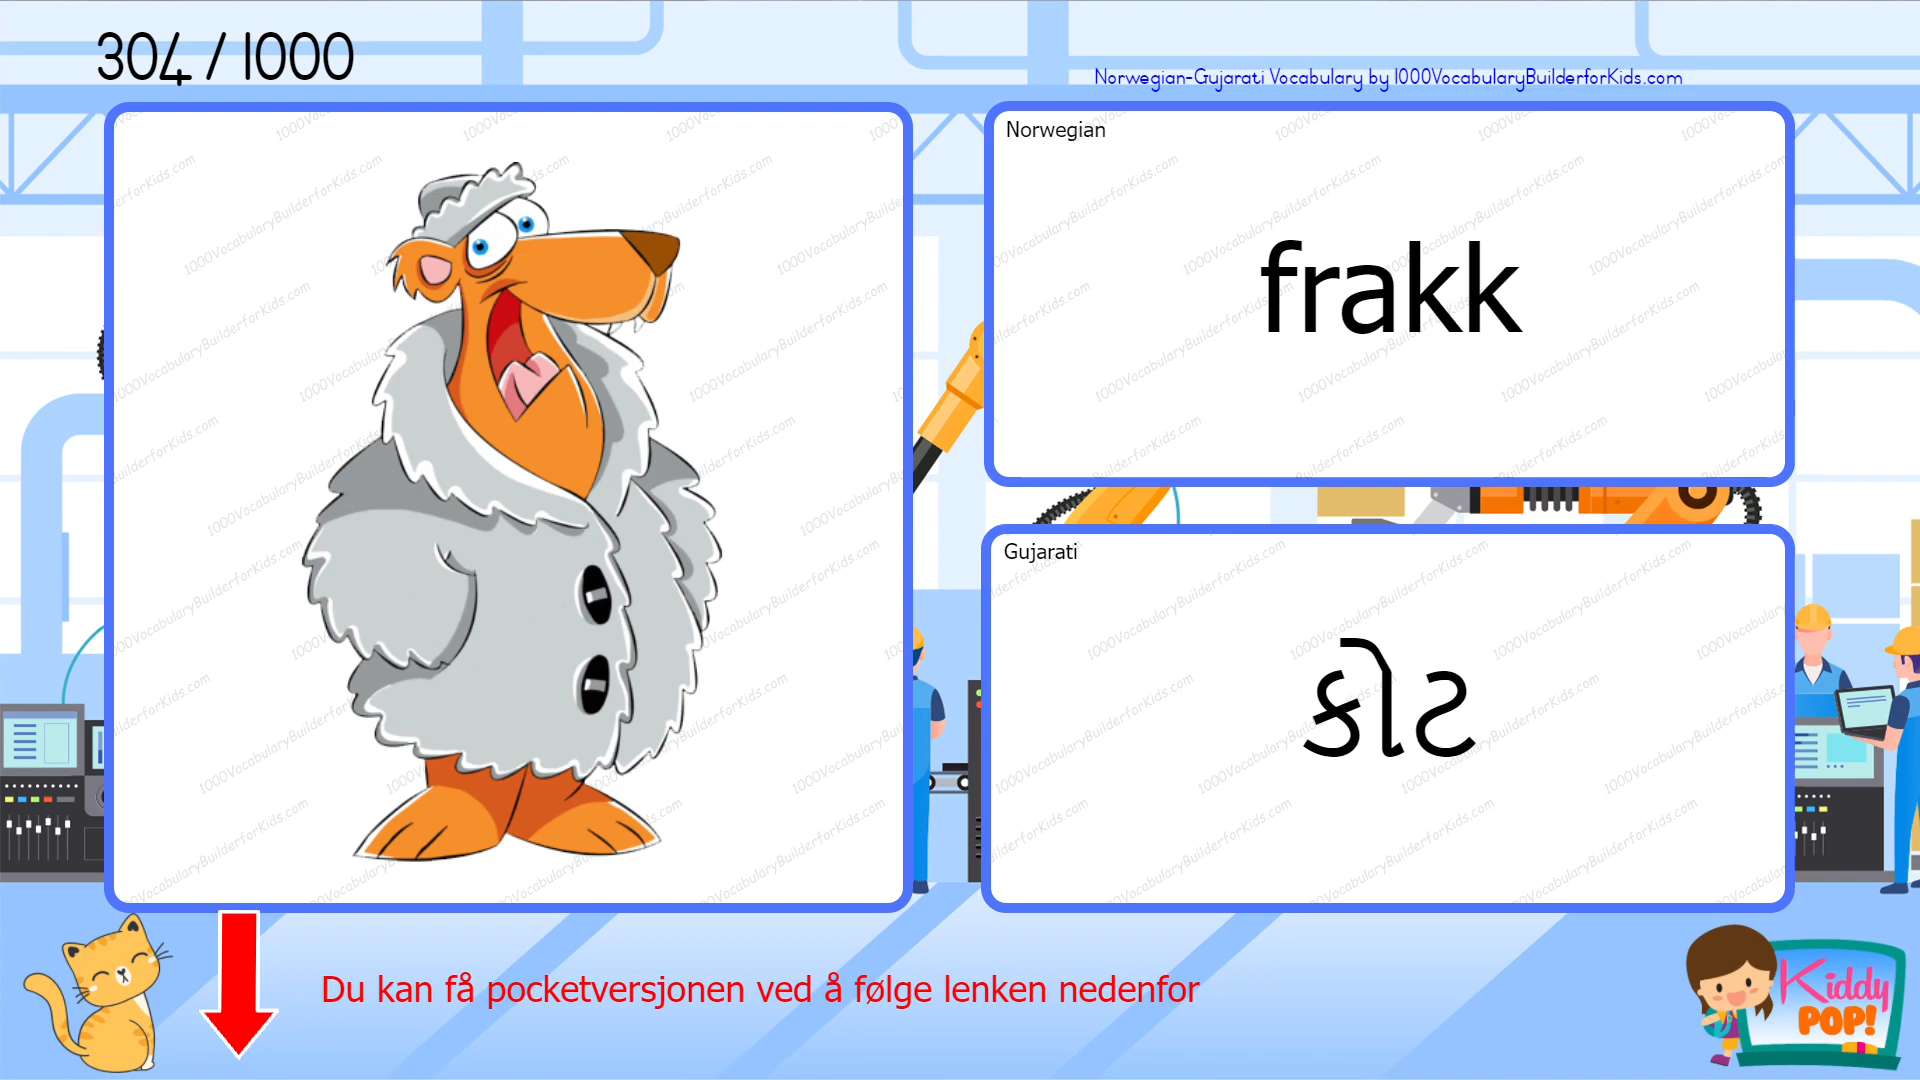 304 / 1000
Norwegian-Gujarati Vocabulary by 1000VocabularyBuilderforKids.com
Norwegian
frakk
Gujarati
કોટ
Du kan få pocketversjonen ved å følge lenken nedenfor
Kiddy
POP!